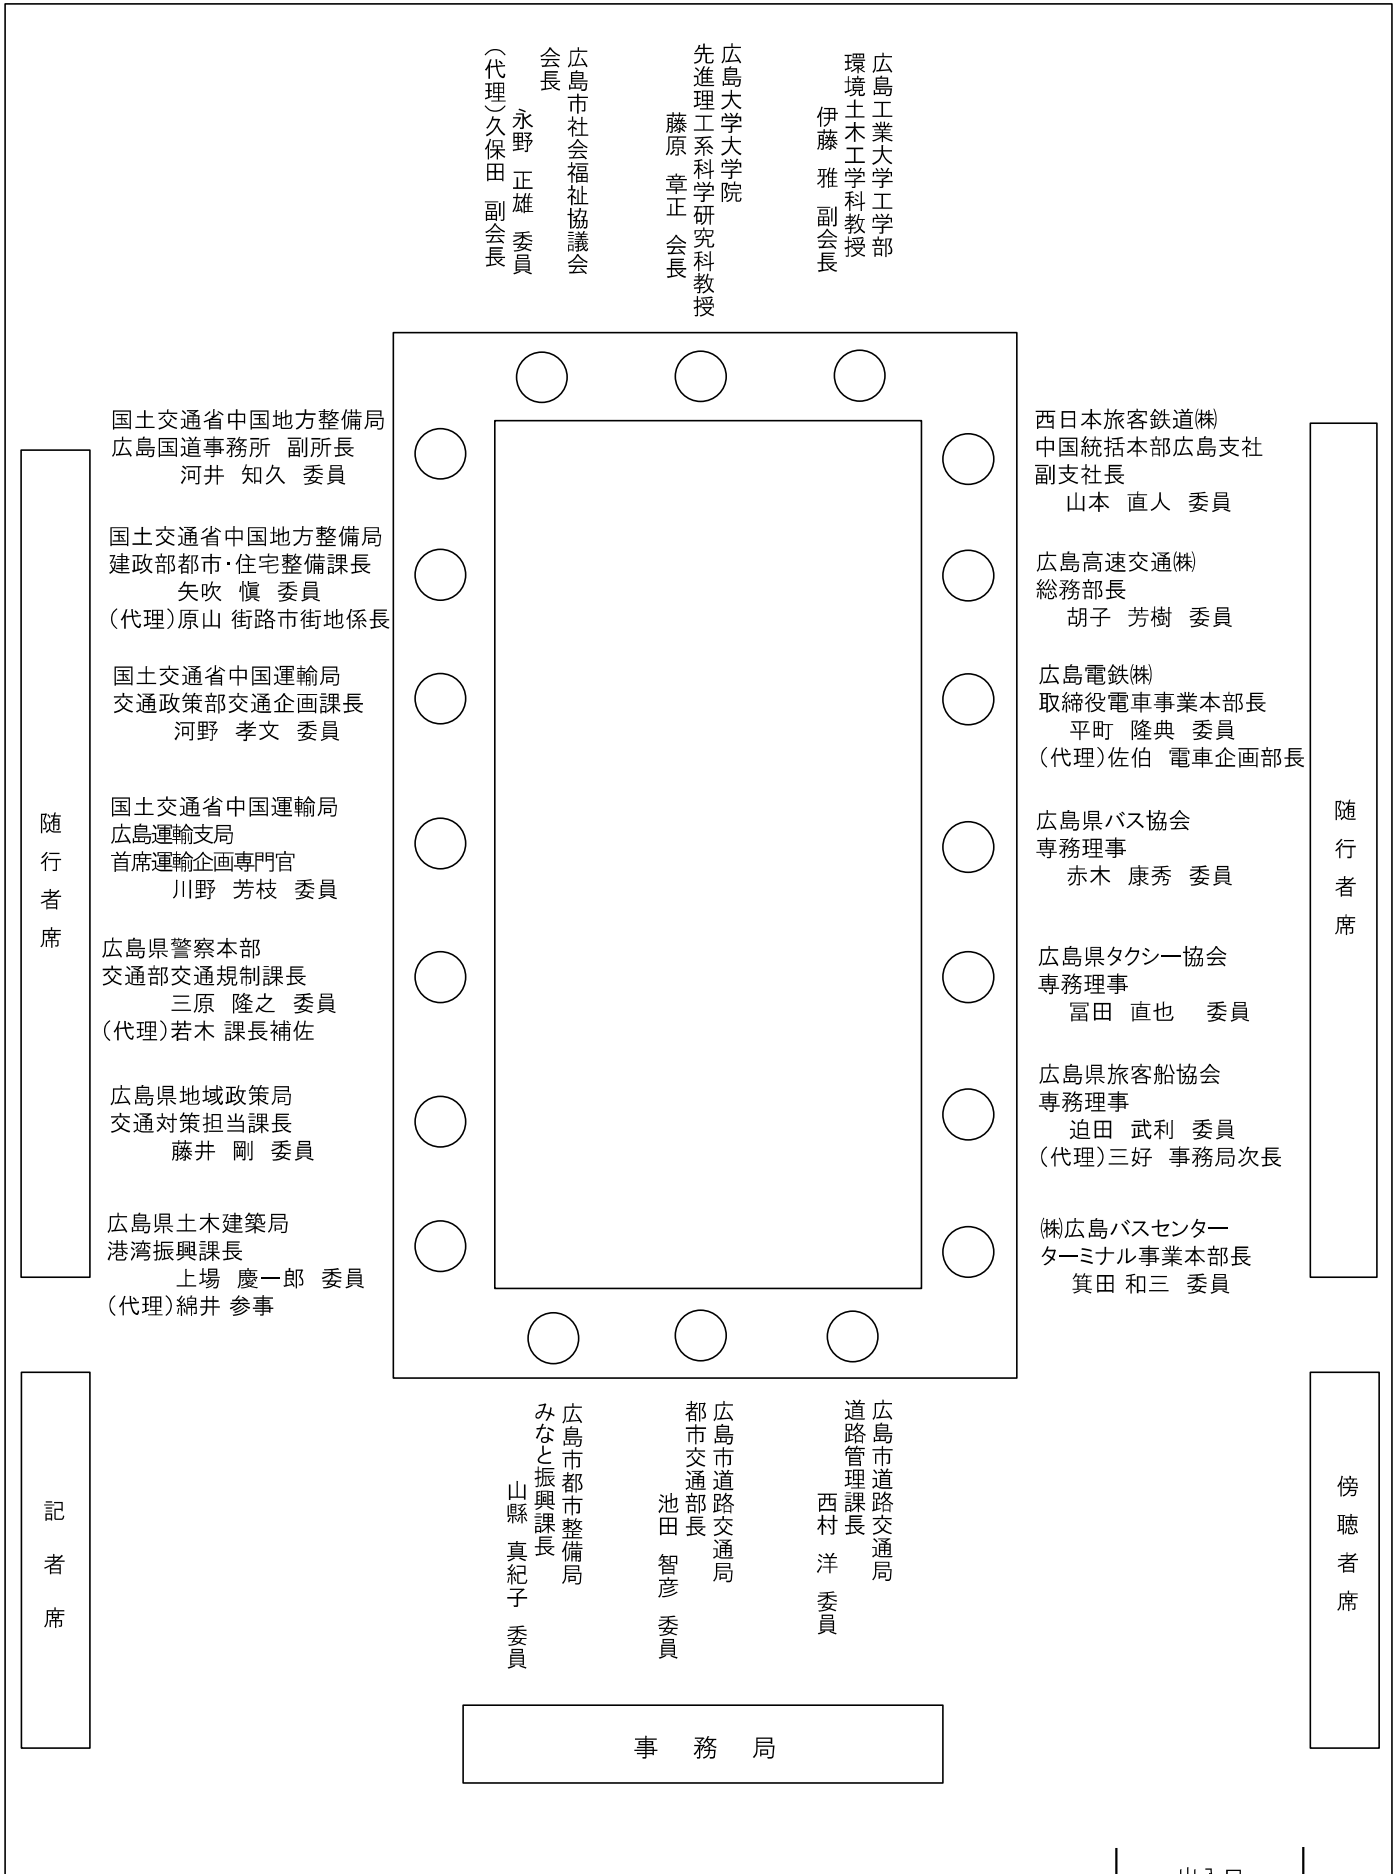 広島工業大学工学部
環境土木工学科教授
伊藤 雅 副会長
広島大学大学院
先進理工系科学研究科教授
藤原 章正 会長
広島市社会福祉協議会
会長
永野 正雄 委員
(代理)久保田 副会長
国土交通省中国地方整備局
広島国道事務所 副所長
河井 知久 委員
国土交通省中国地方整備局
建政部都市・住宅整備課長
矢吹 愼 委員
(代理)原山 街路市街地係長
国土交通省中国運輸局
交通政策部交通企画課長
河野 孝文 委員
国土交通省中国運輸局
広島運輸支局
首席運輸企画専門官
川野 芳枝 委員
広島県警察本部
交通部交通規制課長
三原 隆之 委員
(代理)若木 課長補佐
広島県地域政策局
交通対策担当課長
藤井 剛 委員
広島県土木建築局
港湾振興課長
上場 慶一郎 委員
(代理)綿井 参事
西日本旅客鉄道㈱
中国統括本部広島支社
副支社長
山本 直人 委員
広島高速交通㈱
総務部長
胡子 芳樹 委員
広島電鉄㈱
取締役電車事業本部長
平町 隆典 委員
(代理)佐伯 電車企画部長
広島県バス協会
専務理事
赤木 康秀 委員
広島県タクシー協会
専務理事
冨田 直也 委員
広島県旅客船協会
専務理事
迫田 武利 委員
(代理)三好 事務局次長
㈱広島バスセンター
ターミナル事業本部長
箕田 和三 委員
随行者席
随行者席
広島市道路交通局
道路管理課長
西村 洋 委員
広島市道路交通局
都市交通部長
池田 智彦 委員
広島市都市整備局
みなと振興課長
山縣 真紀子 委員
記者席
傍聴者席
事務局
出入口